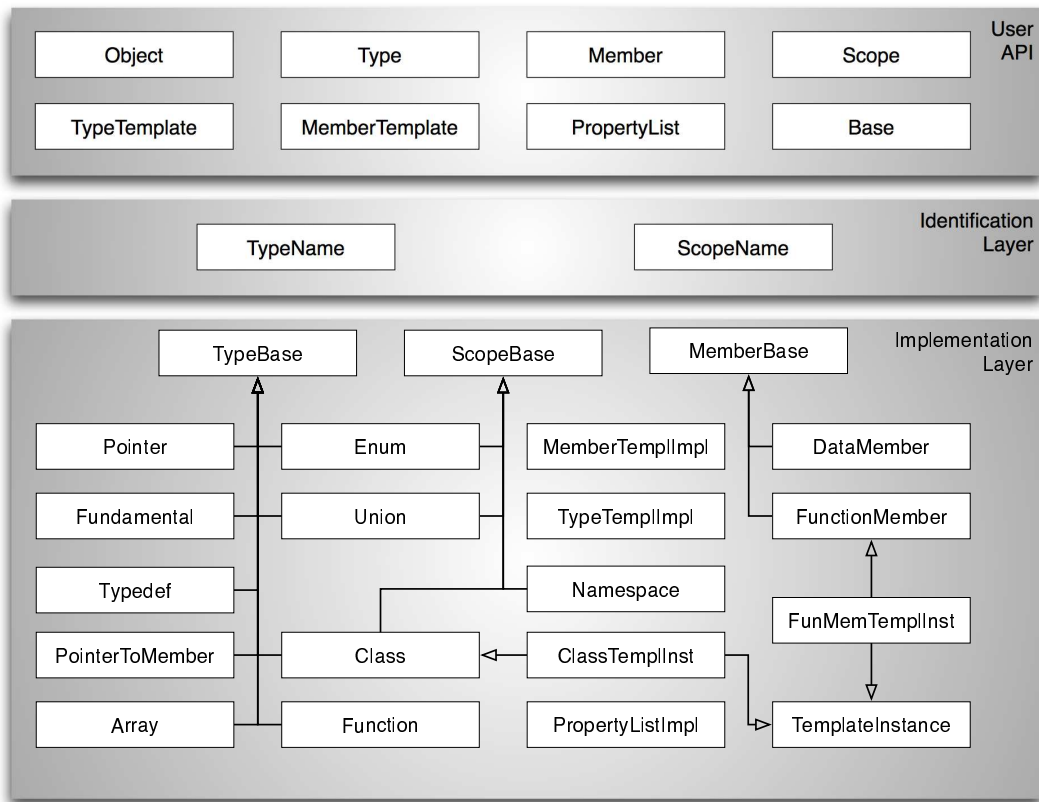 User
API
Object
Type
Member
Scope
TypeTemplate
MemberTemplate
PropertyList
Base
Identification
Layer
TypeName
ScopeName
Implementation
Layer
TypeBase
ScopeBase
MemberBase
Pointer
Enum
MemberTemplImpl
DataMember
Fundamental
Union
TypeTemplImpl
FunctionMember
Typedef
Namespace
FunMemTemplInst
PointerToMember
Class
ClassTemplInst
Array
Function
PropertyListImpl
TemplateInstance